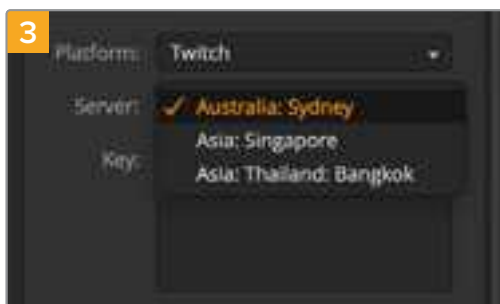 3
Platform: Twitch
Server: ✓ Australia: Sydney
Asia: Singapore
Key:
Asia: Thailand: Bangkok